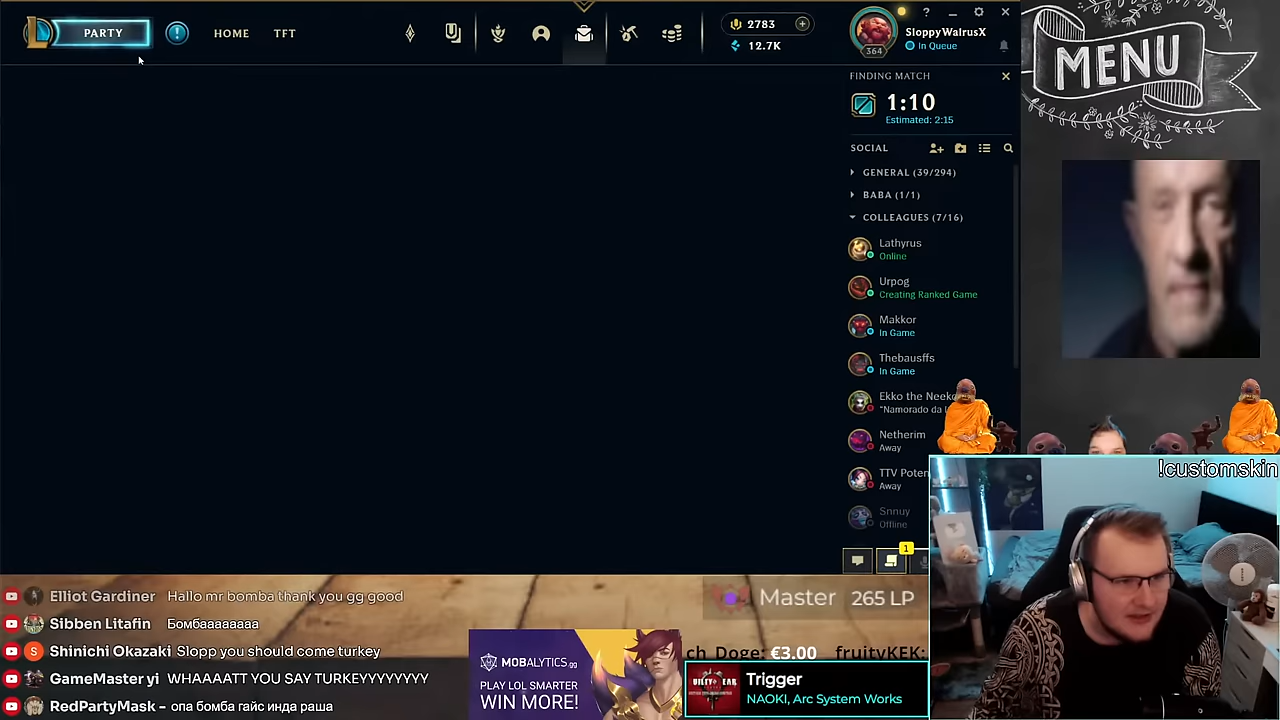 PARTY
HOME
TFT
2783
12.7K
364
SloppyWalrusX
In Queue
?
MENU
FINDING MATCH
1:10
Estimated: 2:15
SOCIAL
GENERAL (39/294)
BABA (1/1)
COLLEAGUES (7/16)
Lathyrus
Online
Urpog
Creating Ranked Game
Makkor
In Game
Thebausffs
In Game
Ekko the Neeko
"Namorado da
Netherim
Away
TTV Poten
Away
Snnuy
Offline
1
!customskin
Elliot Gardiner Hallo mr bomba thank you gg good
Sibben Litafin Бомбаааааааа
S Shinichi Okazaki Slopp you should come turkey
GameMaster yi WHAAAATT YOU SAY TURKEYYYYYYYY
RedPartyMask - опа бомба гайс инда раша
Master 265 LP
MOBALYTICS.GG
PLAY LOL SMARTER
WIN MORE!
ch_Doge: €3.00 fruityKEK:
Trigger
NAOKI, Arc System Works